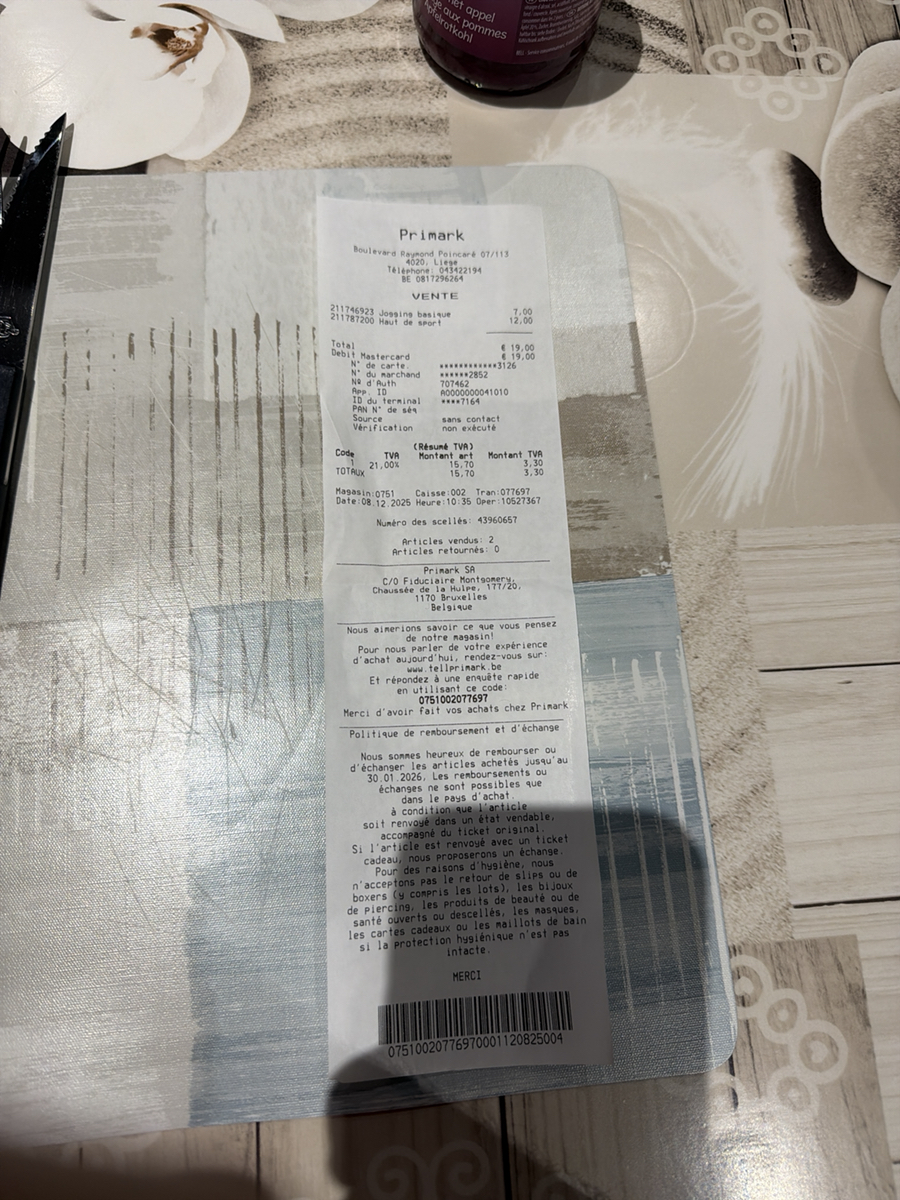 net appel
ge aux pommes
Apfelrotkohl
Primark
Boulevard Raymond Poincaré 07/113
4020, Liege
Téléphone: 043422194
BE 0817296264
VENTE
211746923 Jogging basique 7,00
211787200 Haut de sport 12,00
Total € 19,00
Debit Mastercard € 19,00
N° de carte. ************3126
N° du marchand ******2852
Nº d'Auth 707462
App. ID A0000000041010
ID du terminal ****7164
PAN N° de séq
Source sans contact
Vérification non exécuté
(Résumé TVA)
Code TVA Montant art Montant TVA
1 21,00% 15,70 3,30
TOTAUX 15,70 3,30
Magasin:0751 Caisse:002 Tran:077697
Date:08.12.2025 Heure:10:35 Oper:10527367
Numéro des scellés: 43960657
Articles vendus: 2
Articles retournés: 0
Primark SA
C/O Fiduciaire Montgomery,
Chaussée de la Hulpe, 177/20,
1170 Bruxelles
Belgique
Nous aimerions savoir ce que vous pensez
de notre magasin!
Pour nous parler de votre expérience
d'achat aujourd'hui, rendez-vous sur:
www.tellprimark.be
Et répondez à une enquête rapide
en utilisant ce code:
0751002077697
Merci d'avoir fait vos achats chez Primark
Politique de remboursement et d'échange
Nous sommes heureux de rembourser ou
d'échanger les articles achetés jusqu'au
30.01.2026. Les remboursements ou
échanges ne sont possibles que
dans le pays d'achat.
à condition que l'article
soit renvoyé dans un état vendable,
accompagné du ticket original.
Si l'article est renvoyé avec un ticket
cadeau, nous proposerons un échange.
Pour des raisons d'hygiène, nous
n'acceptons pas le retour de slips ou de
boxers (y compris les lots), les bijoux
de piercing, les produits de beauté ou de
santé ouverts ou descellés, les masques,
les cartes cadeaux ou les maillots de bain
si la protection hygiénique n'est pas
intacte.
MERCI
07510020776970001120825004